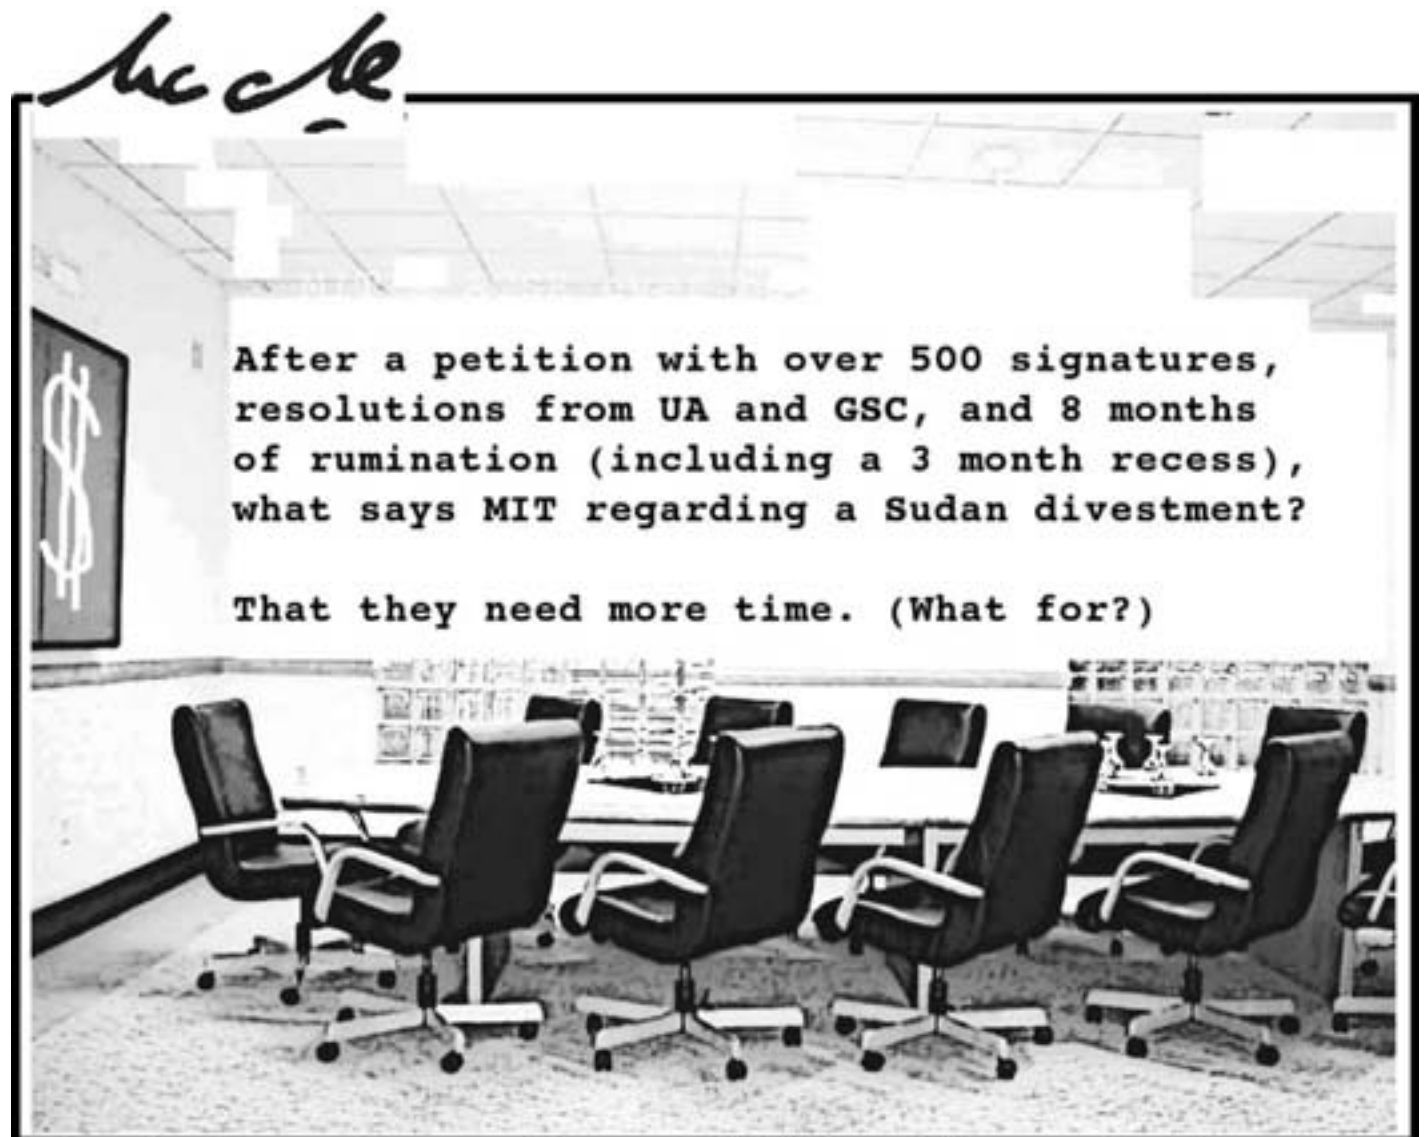 After a petition with over 500 signatures,
resolutions from UA and GSC, and 8 months
of rumination (including a 3 month recess),
what says MIT regarding a Sudan divestment?
That they need more time. (What for?)
$